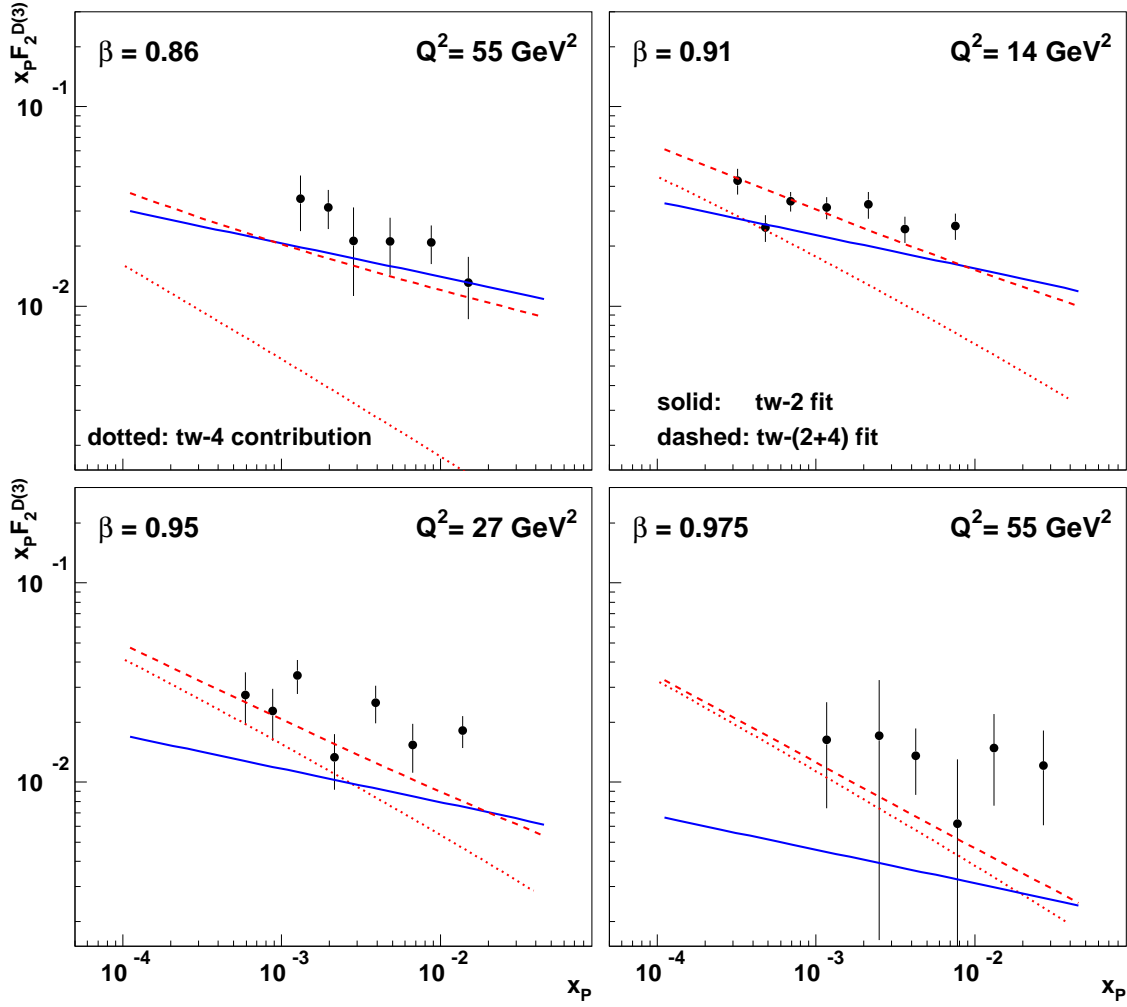 x_P F_2^D(3)
β = 0.86 Q²= 55 GeV²
10^-1
10^-2
dotted: tw-4 contribution
β = 0.91 Q²= 14 GeV²
solid: tw-2 fit
dashed: tw-(2+4) fit
x_P F_2^D(3)
β = 0.95 Q²= 27 GeV²
10^-1
10^-2
β = 0.975 Q²= 55 GeV²
10^-4 10^-3 10^-2 x_P
10^-4 10^-3 10^-2 x_P